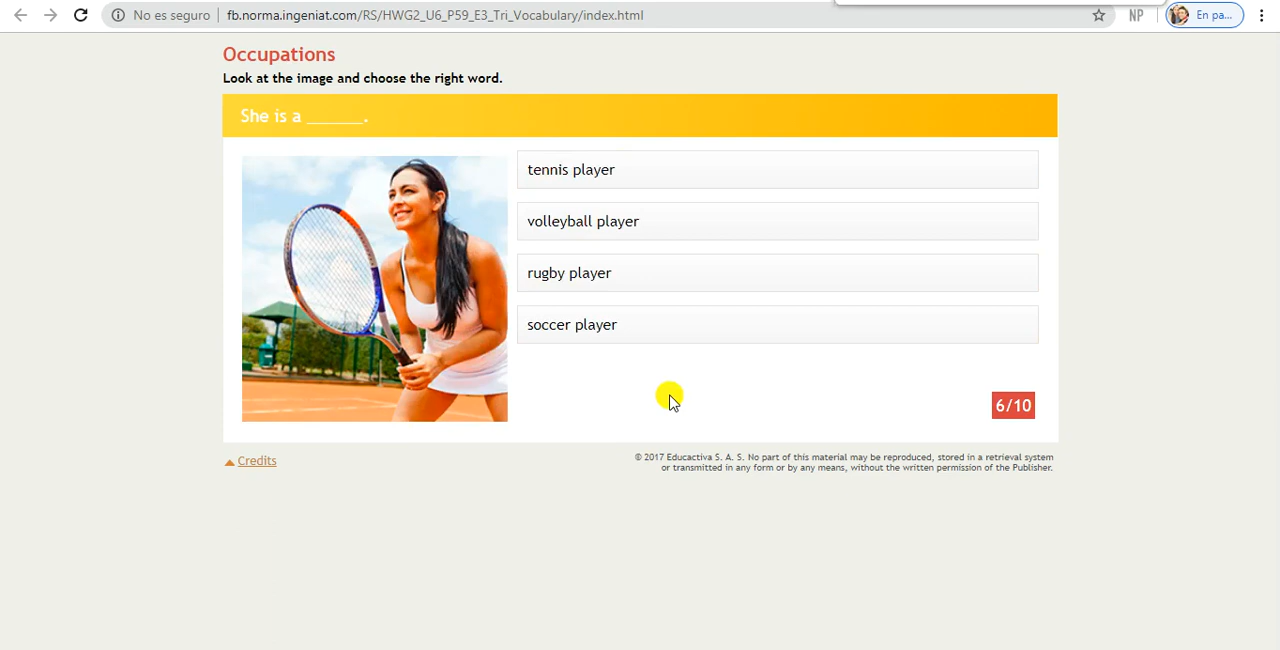 No es seguro
fb.norma.ingeniat.com/RS/HWG2_U6_P59_E3_Tri_Vocabulary/index.html
NP
En pa...
Occupations
Look at the image and choose the right word.
She is a ______.
tennis player
volleyball player
rugby player
soccer player
6/10
Credits
© 2017 Educactiva S. A. S. No part of this material may be reproduced, stored in a retrieval system
or transmitted in any form or by any means, without the written permission of the Publisher.